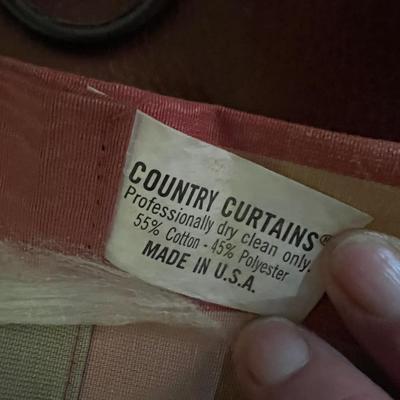 COUNTRY CURTAINS®
Professionally dry clean only.
55% Cotton - 45% Polyester
MADE IN U.S.A.